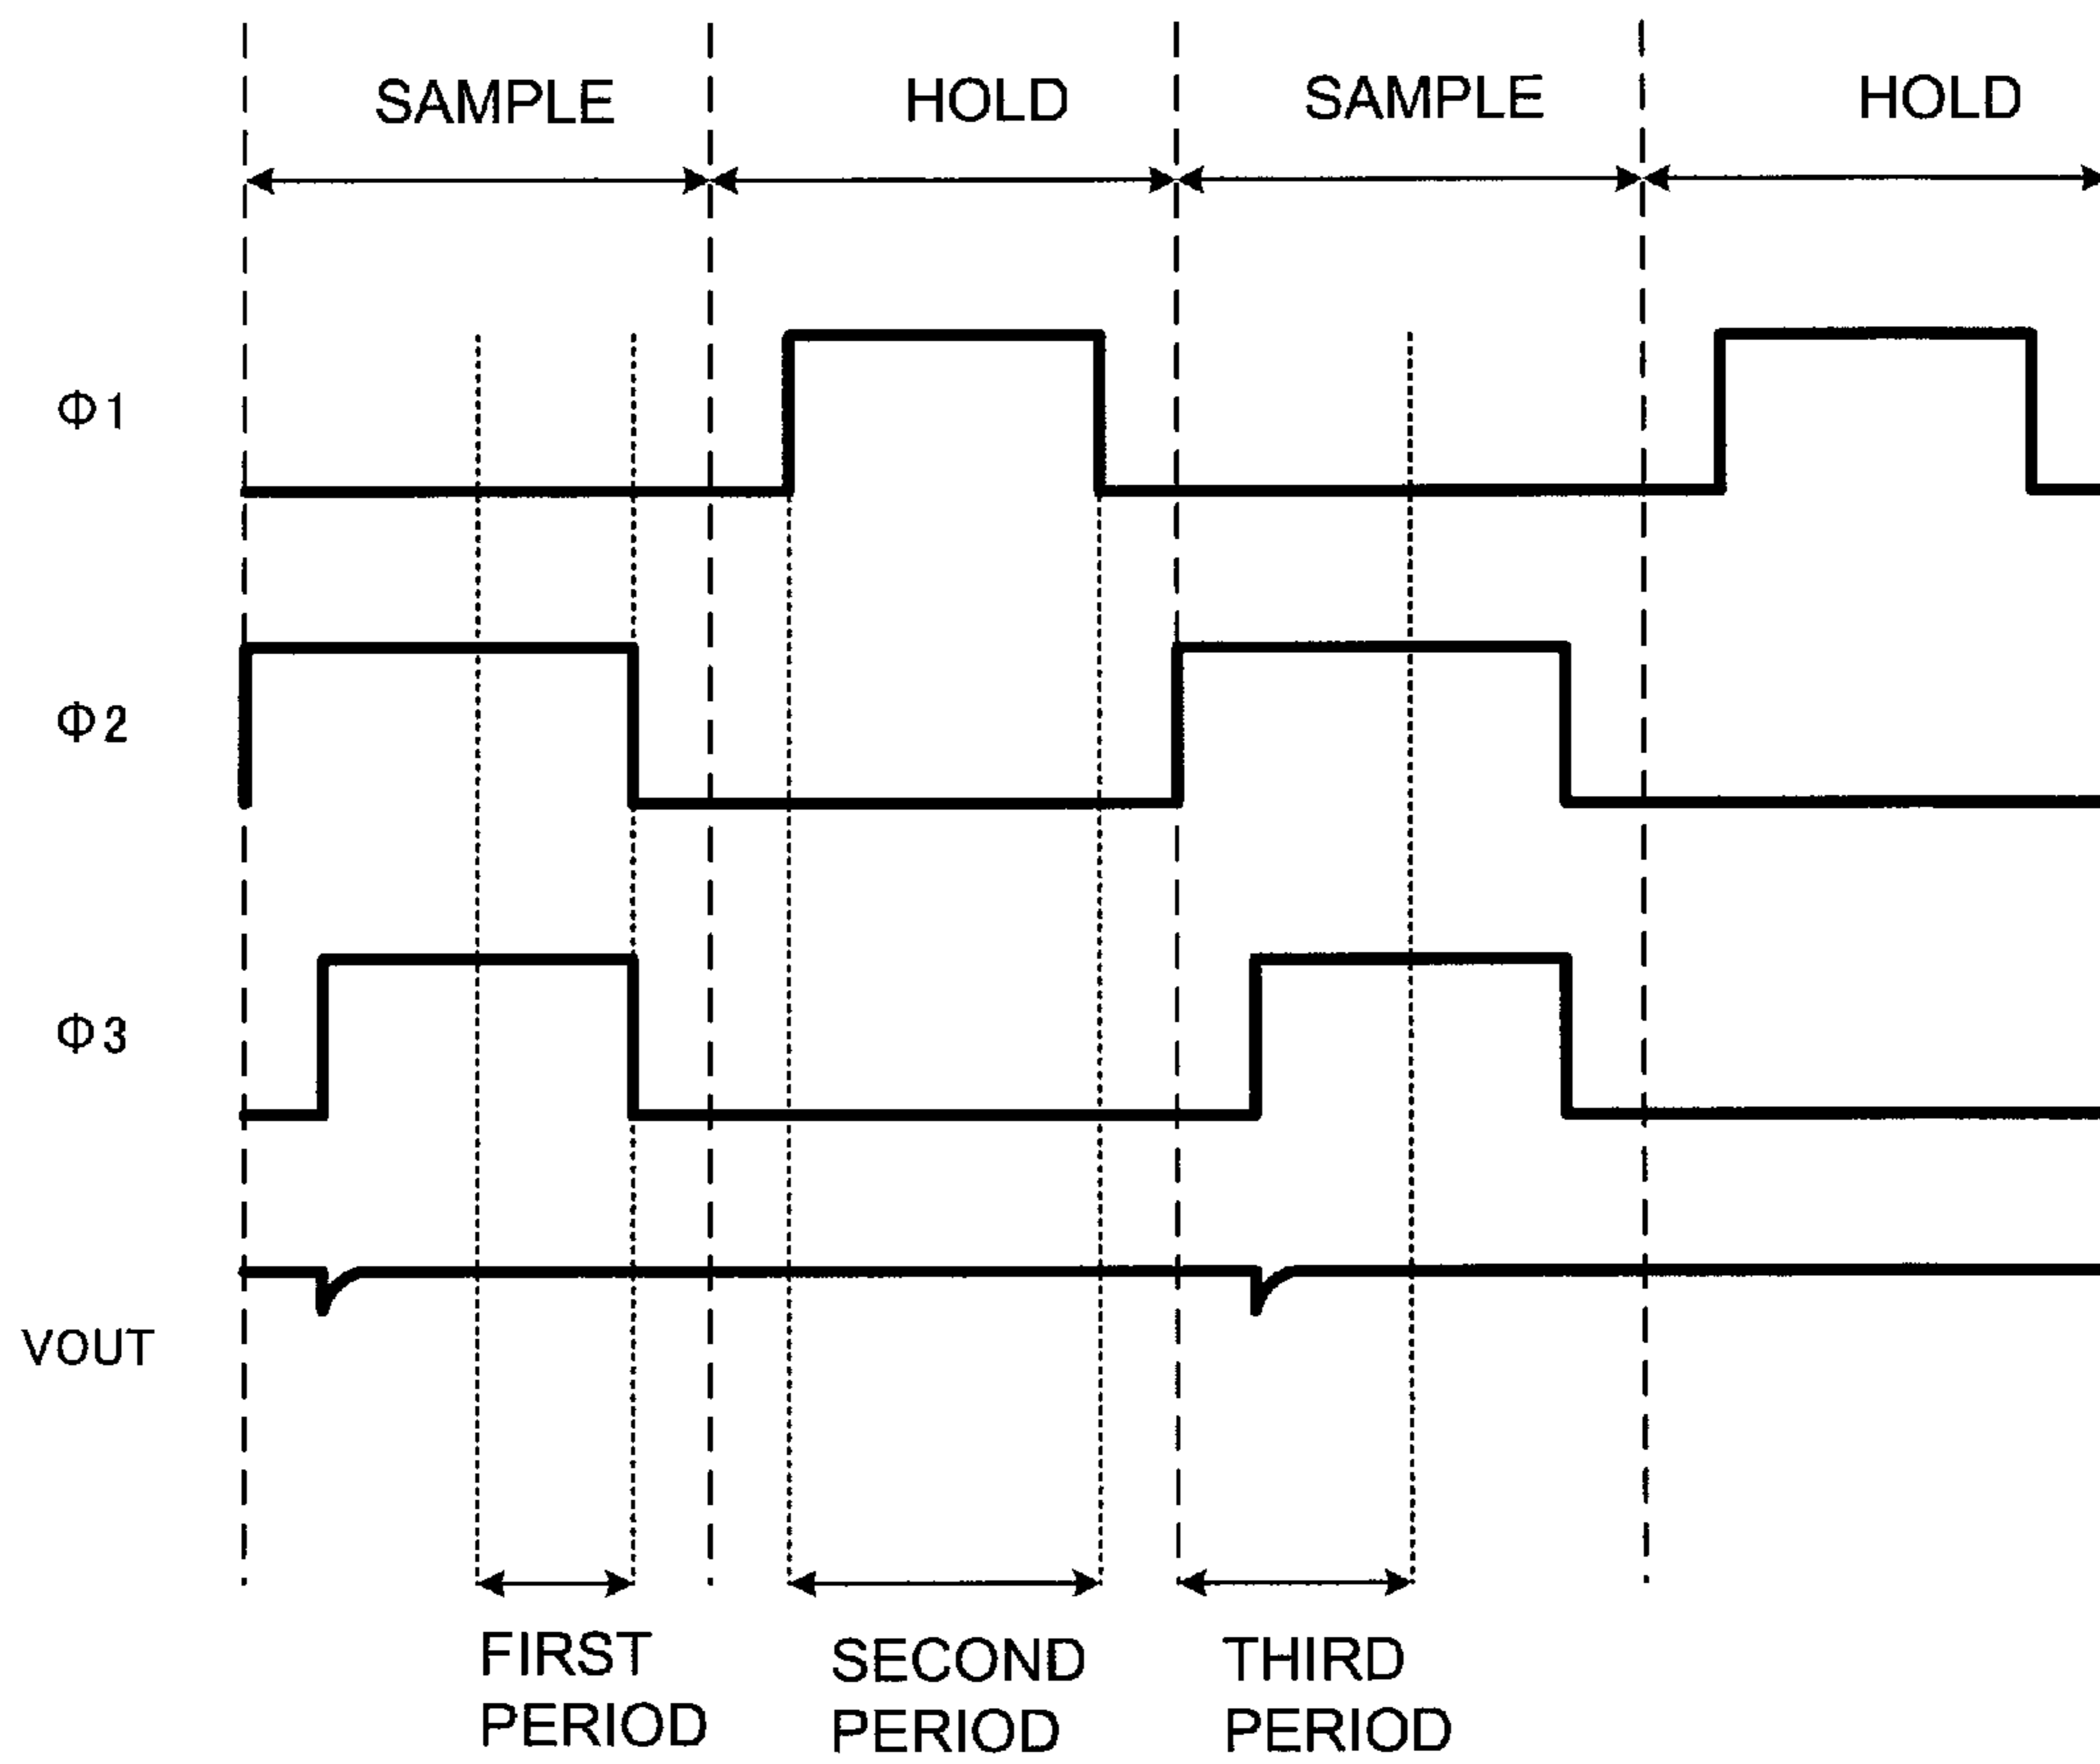 SAMPLE HOLD SAMPLE HOLD
Φ1
Φ2
Φ3
VOUT
FIRST
PERIOD
SECOND
PERIOD
THIRD
PERIOD